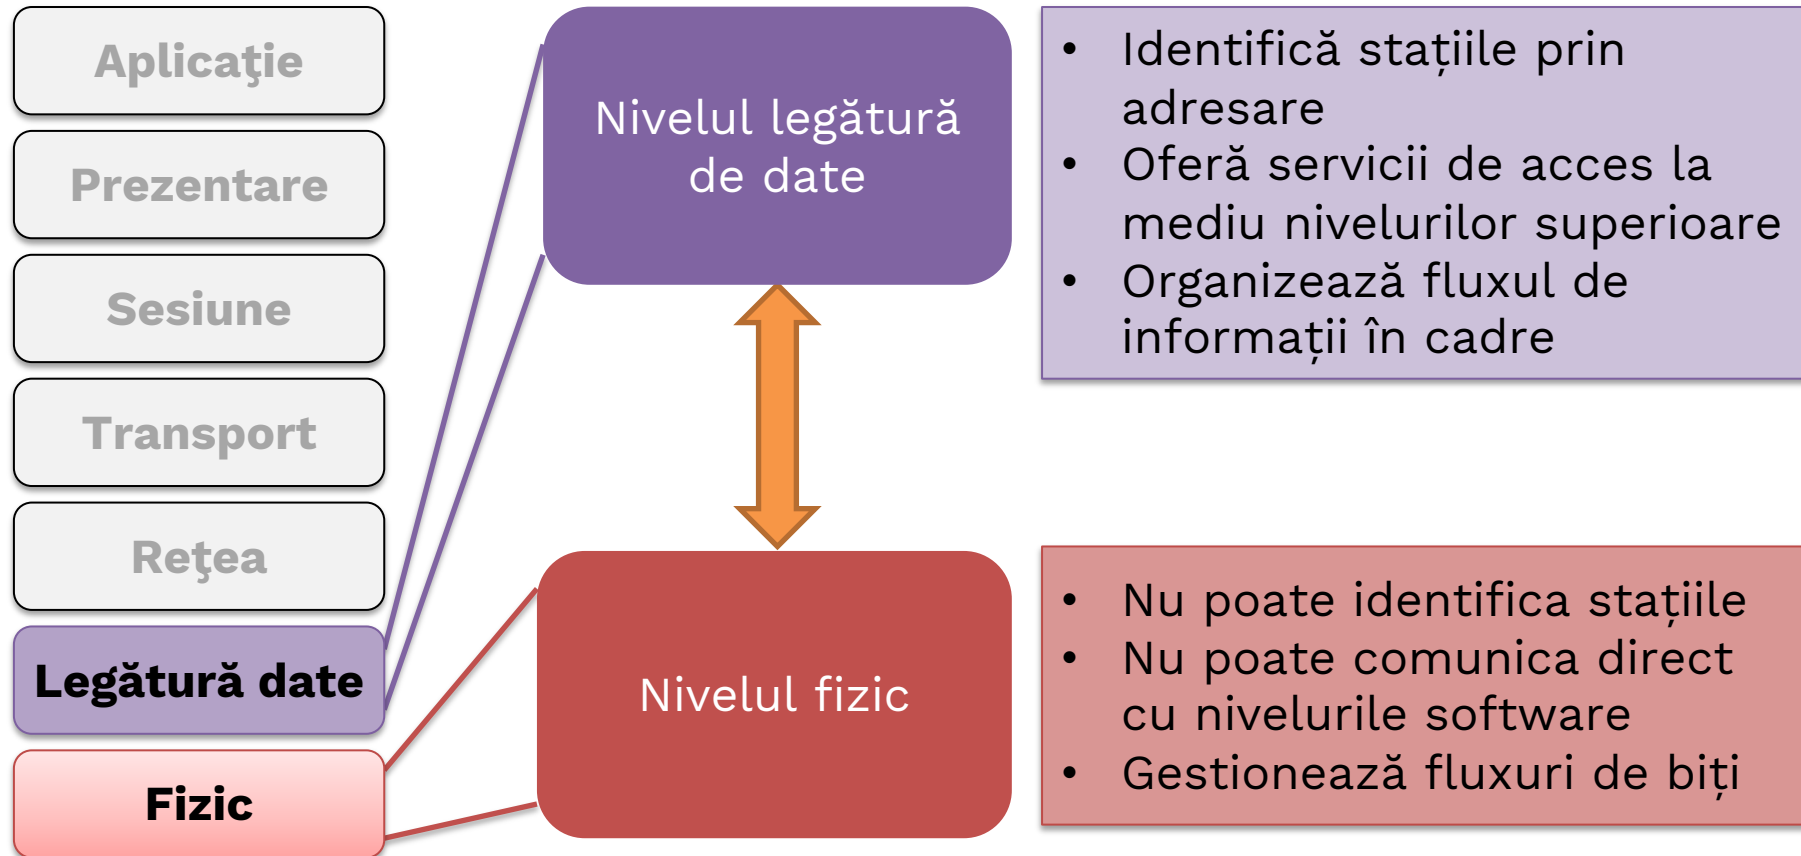 Aplicaţie
Prezentare
Sesiune
Transport
Reţea
Legătură date
Fizic
Nivelul legătură
de date
Nivelul fizic
• Identifică stațiile prin
adresare
• Oferă servicii de acces la
mediu nivelurilor superioare
• Organizează fluxul de
informații în cadre
• Nu poate identifica stațiile
• Nu poate comunica direct
cu nivelurile software
• Gestionează fluxuri de biți